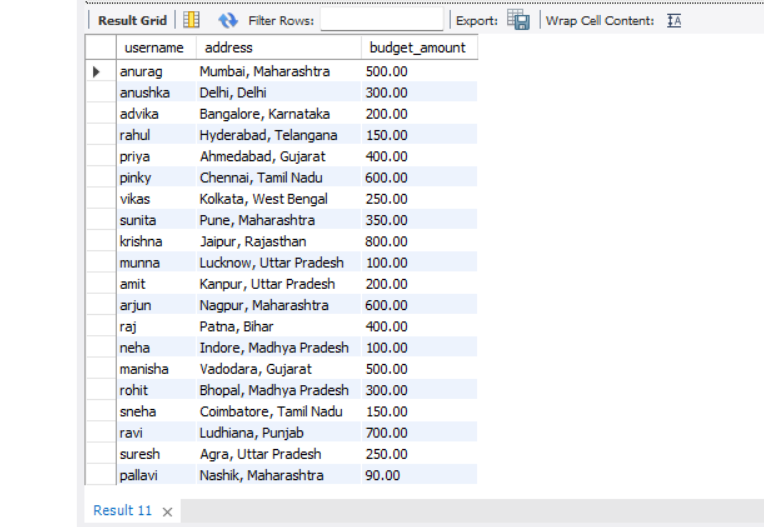 Result Grid Filter Rows: Export: Wrap Cell Content: IA
username address budget_amount
anurag Mumbai, Maharashtra 500.00
anushka Delhi, Delhi 300.00
advika Bangalore, Karnataka 200.00
rahul Hyderabad, Telangana 150.00
priya Ahmedabad, Gujarat 400.00
pinky Chennai, Tamil Nadu 600.00
vikas Kolkata, West Bengal 250.00
sunita Pune, Maharashtra 350.00
krishna Jaipur, Rajasthan 800.00
munna Lucknow, Uttar Pradesh 100.00
amit Kanpur, Uttar Pradesh 200.00
arjun Nagpur, Maharashtra 600.00
raj Patna, Bihar 400.00
neha Indore, Madhya Pradesh 100.00
manisha Vadodara, Gujarat 500.00
rohit Bhopal, Madhya Pradesh 300.00
sneha Coimbatore, Tamil Nadu 150.00
ravi Ludhiana, Punjab 700.00
suresh Agra, Uttar Pradesh 250.00
pallavi Nashik, Maharashtra 90.00
Result 11